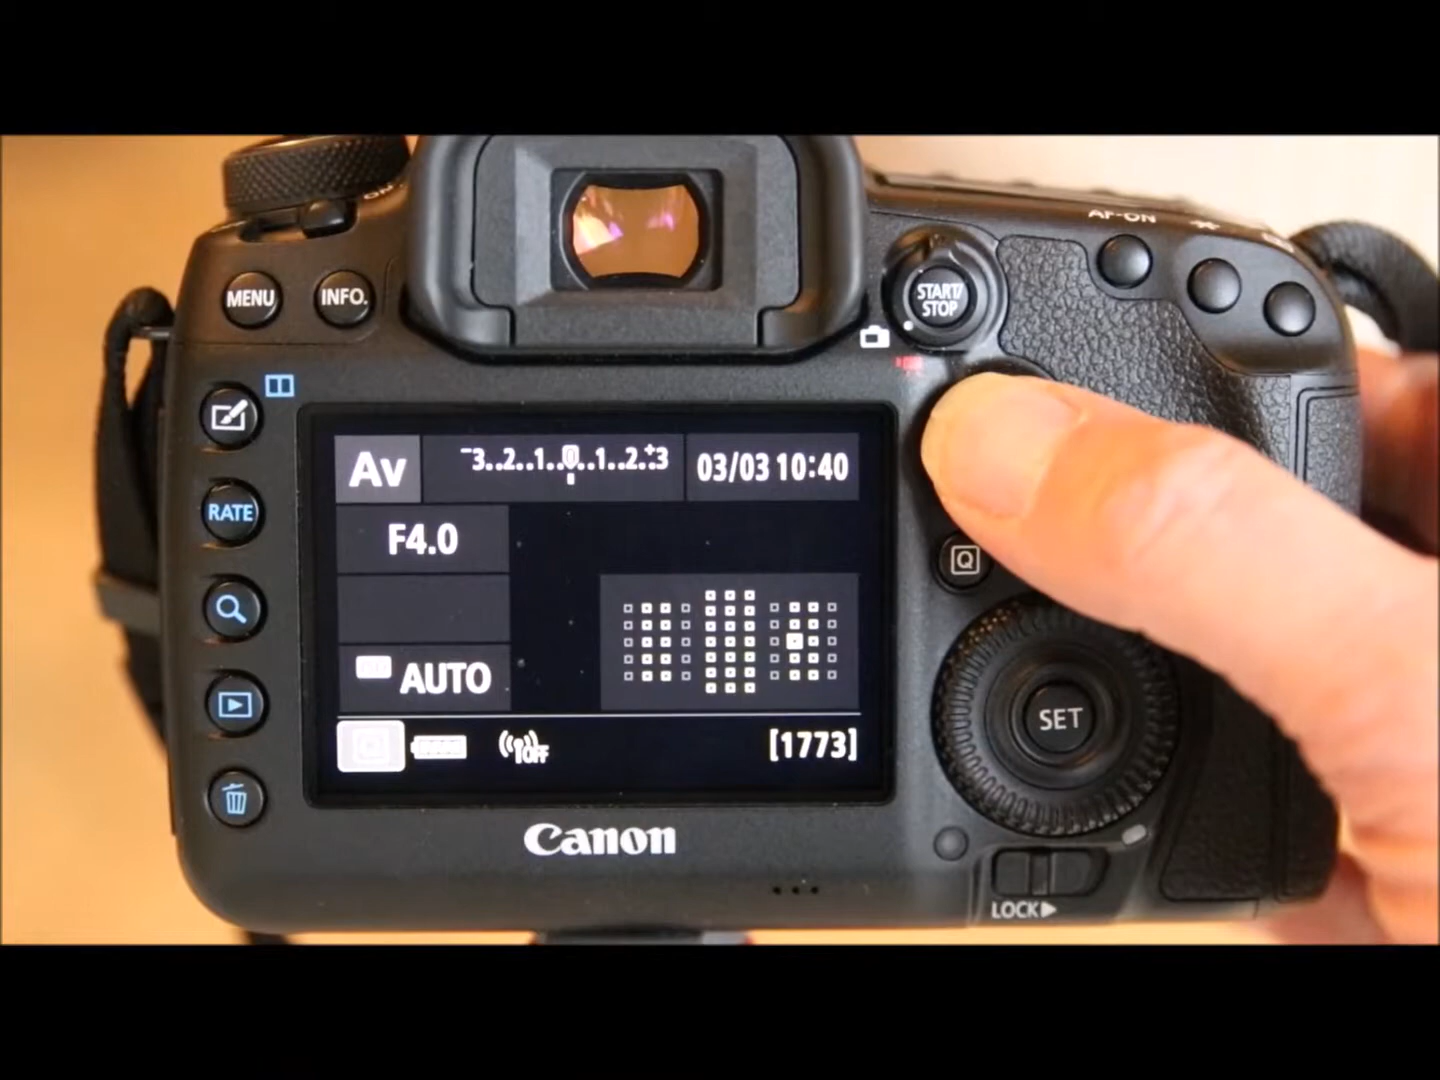 AF-ON
MENU
INFO.
START/
STOP
RATE
Av
-3..2..1..0..1..2..+3
03/03 10:40
F4.0
Q
AUTO
SET
OFF
[1773]
Canon
LOCK▶